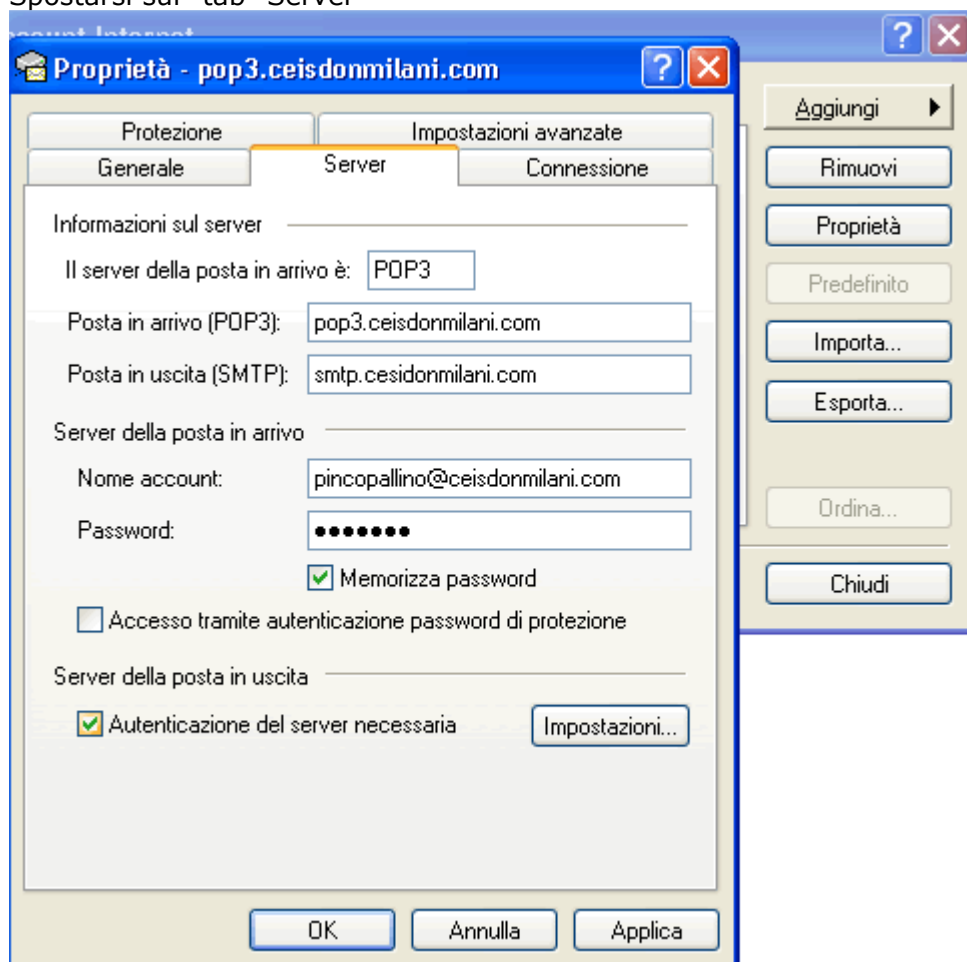 Spostarsi sul "tab" Server
count Internet
Proprietà - pop3.ceisdonmilani.com
Protezione
Impostazioni avanzate
Generale
Server
Connessione
Informazioni sul server
Il server della posta in arrivo è: POP3
Posta in arrivo (POP3): pop3.ceisdonmilani.com
Posta in uscita (SMTP): smtp.cesidonmilani.com
Server della posta in arrivo
Nome account: pincopallino@ceisdonmilani.com
Password: •••••••
Memorizza password
Accesso tramite autenticazione password di protezione
Server della posta in uscita
Autenticazione del server necessaria
Impostazioni...
OK
Annulla
Applica
Aggiungi
Rimuovi
Proprietà
Predefinito
Importa...
Esporta...
Ordina...
Chiudi